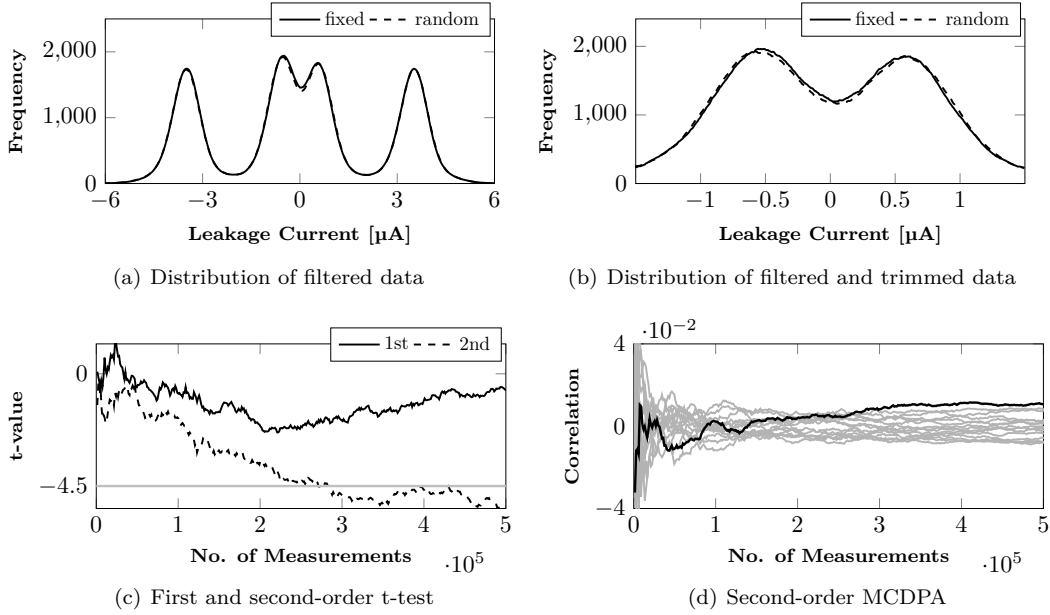 fixed random
2,000
1,000
0
Frequency
−6 −3 0 3 6
Leakage Current [µA]
(a) Distribution of filtered data
fixed random
2,000
1,000
0
Frequency
−1 −0.5 0 0.5 1
Leakage Current [µA]
(b) Distribution of filtered and trimmed data
1st 2nd
0
−4.5
t-value
0 1 2 3 4 5
No. of Measurements
·10⁵
(c) First and second-order t-test
·10⁻²
4
0
−4
Correlation
0 1 2 3 4 5
No. of Measurements
·10⁵
(d) Second-order MCDPA